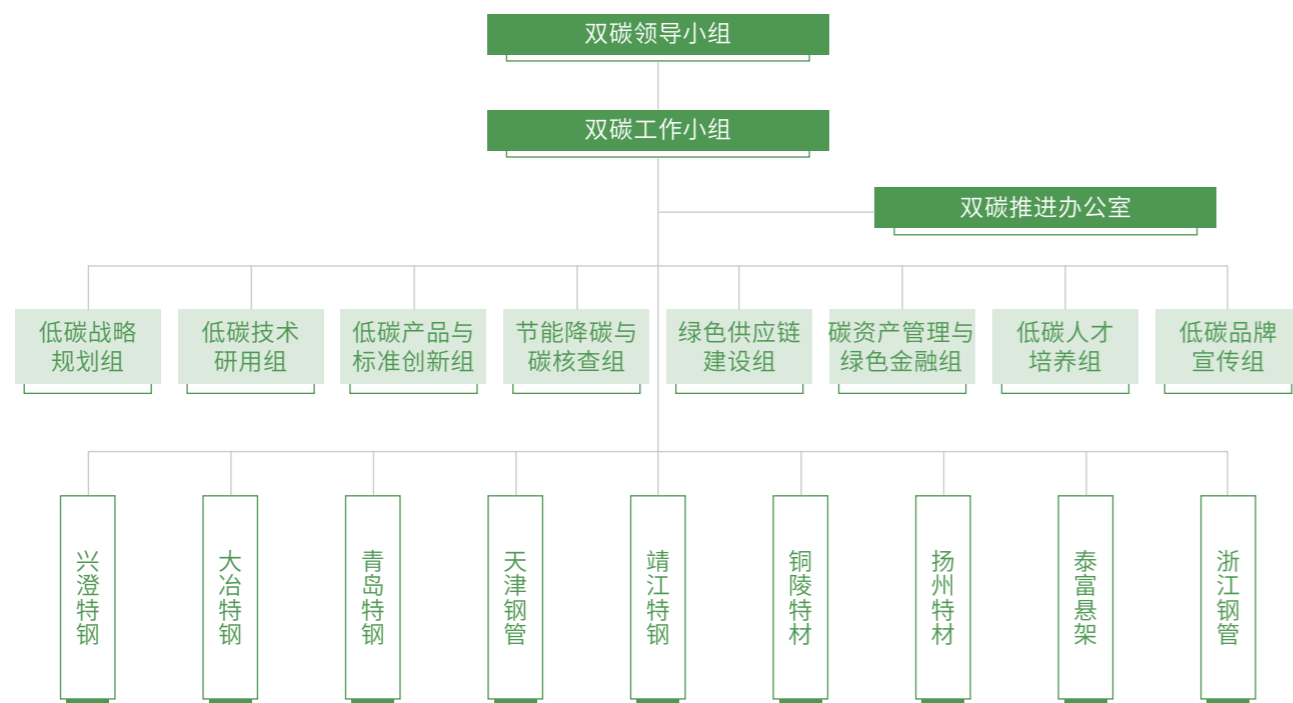 双碳领导小组
双碳工作小组
双碳推进办公室
低碳战略
规划组
低碳技术
研用组
低碳产品与
标准创新组
节能降碳与
碳核查组
绿色供应链
建设组
碳资产管理与
绿色金融组
低碳人才
培养组
低碳品牌
宣传组
兴澄特钢
大冶特钢
青岛特钢
天津钢管
靖江特钢
铜陵特材
扬州特材
泰富悬架
浙江钢管